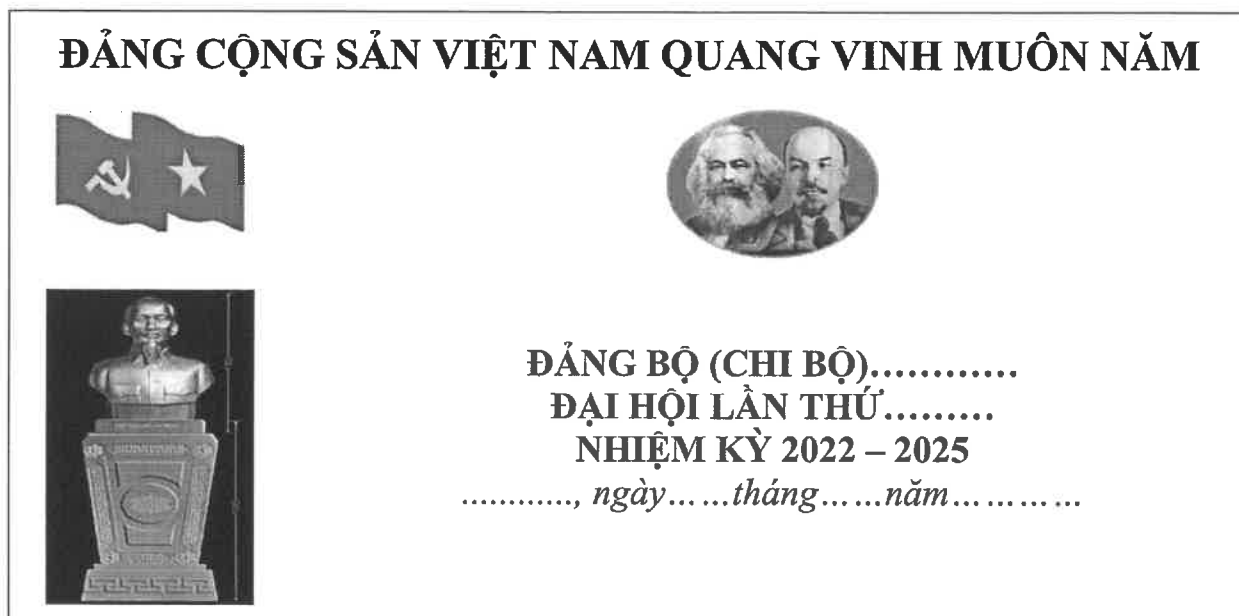 ĐẢNG CỘNG SẢN VIỆT NAM QUANG VINH MUÔN NĂM
ĐẢNG BỘ (CHI BỘ)............
ĐẠI HỘI LẦN THỨ.........
NHIỆM KỲ 2022 – 2025
............, ngày... ...tháng... ...năm... ... ... ...